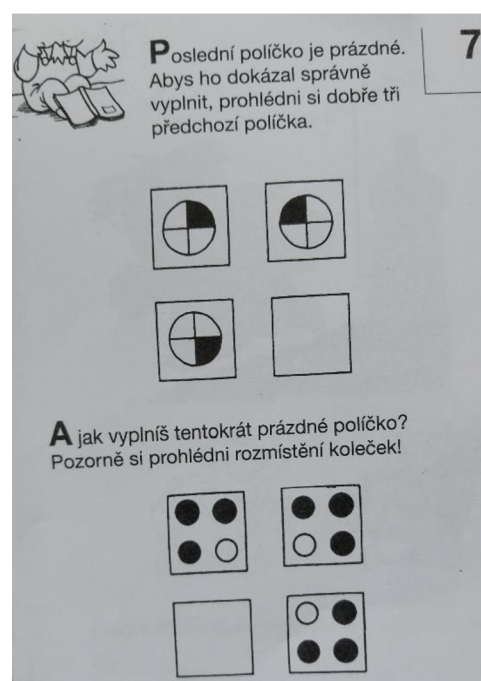 Poslední políčko je prázdné.
Abys ho dokázal správně
vyplnit, prohlédni si dobře tři
předchozí políčka.
7
A jak vyplníš tentokrát prázdné políčko?
Pozorně si prohlédni rozmístění koleček!